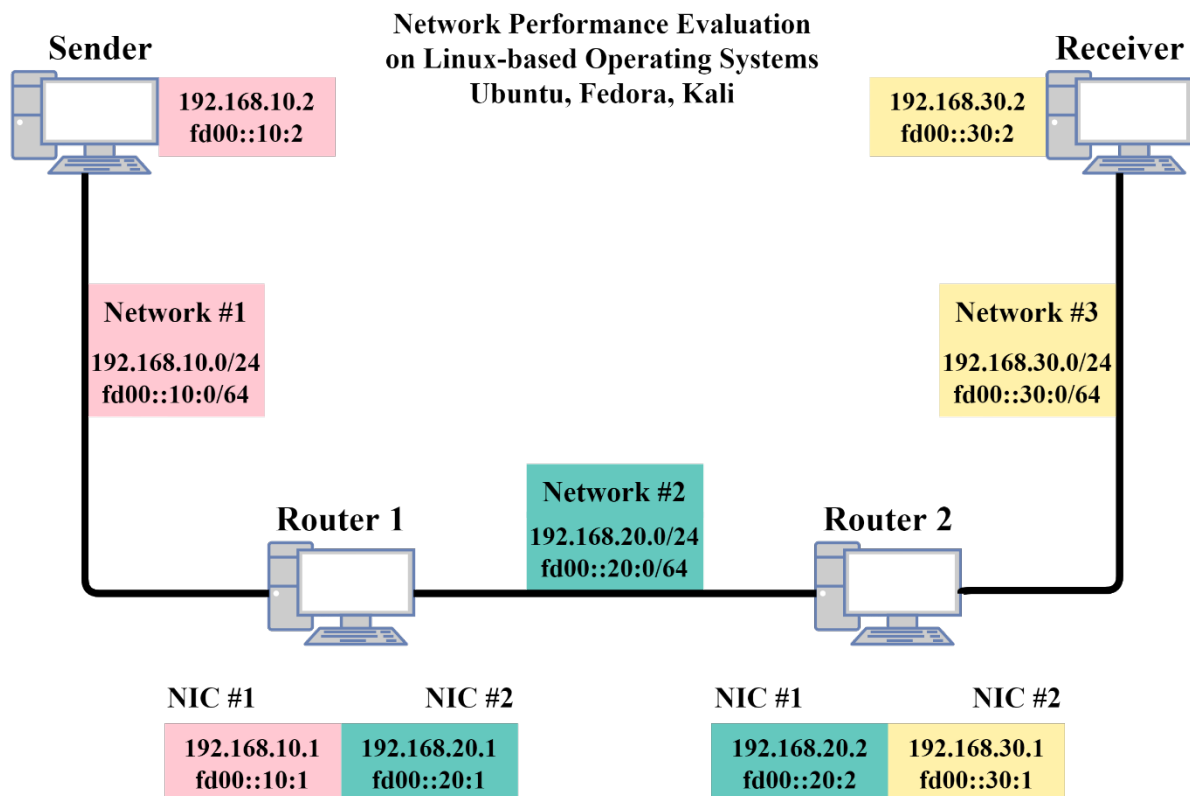 Network Performance Evaluation
on Linux-based Operating Systems
Ubuntu, Fedora, Kali
Sender
192.168.10.2
fd00::10:2
Receiver
192.168.30.2
fd00::30:2
Network #1
192.168.10.0/24
fd00::10:0/64
Network #3
192.168.30.0/24
fd00::30:0/64
Network #2
192.168.20.0/24
fd00::20:0/64
Router 1
Router 2
NIC #1
NIC #2
192.168.10.1
fd00::10:1
192.168.20.1
fd00::20:1
NIC #1
NIC #2
192.168.20.2
fd00::20:2
192.168.30.1
fd00::30:1